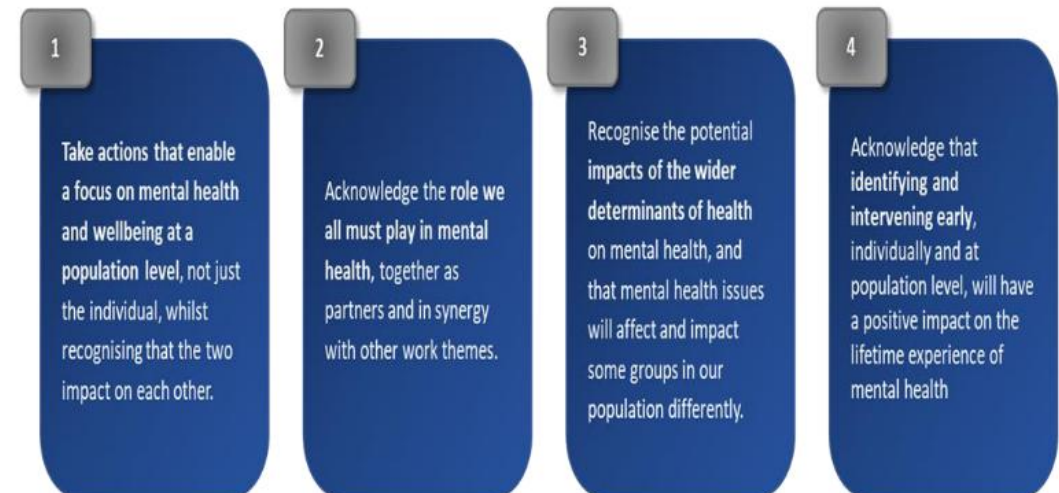 1
Take actions that enable
a focus on mental health
and wellbeing at a
population level, not just
the individual, whilst
recognising that the two
impact on each other.
2
Acknowledge the role we
all must play in mental
health, together as
partners and in synergy
with other work themes.
3
Recognise the potential
impacts of the wider
determinants of health
on mental health, and
that mental health issues
will affect and impact
some groups in our
population differently.
4
Acknowledge that
identifying and
intervening early,
individually and at
population level, will have
a positive impact on the
lifetime experience of
mental health